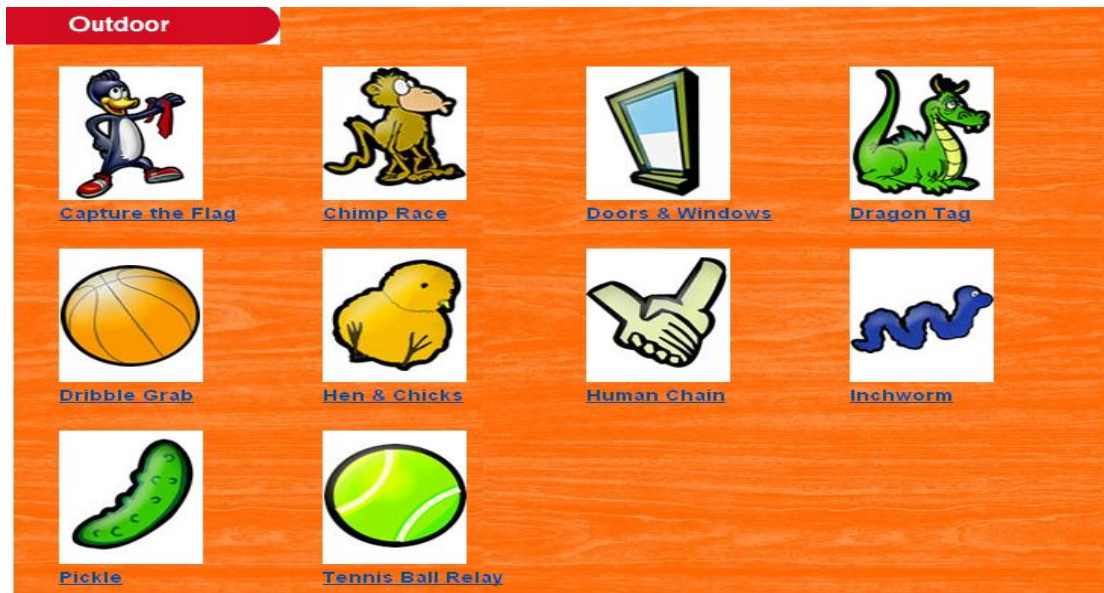 Outdoor
Capture the Flag
Chimp Race
Doors & Windows
Dragon Tag
Dribble Grab
Hen & Chicks
Human Chain
Inchworm
Pickle
Tennis Ball Relay